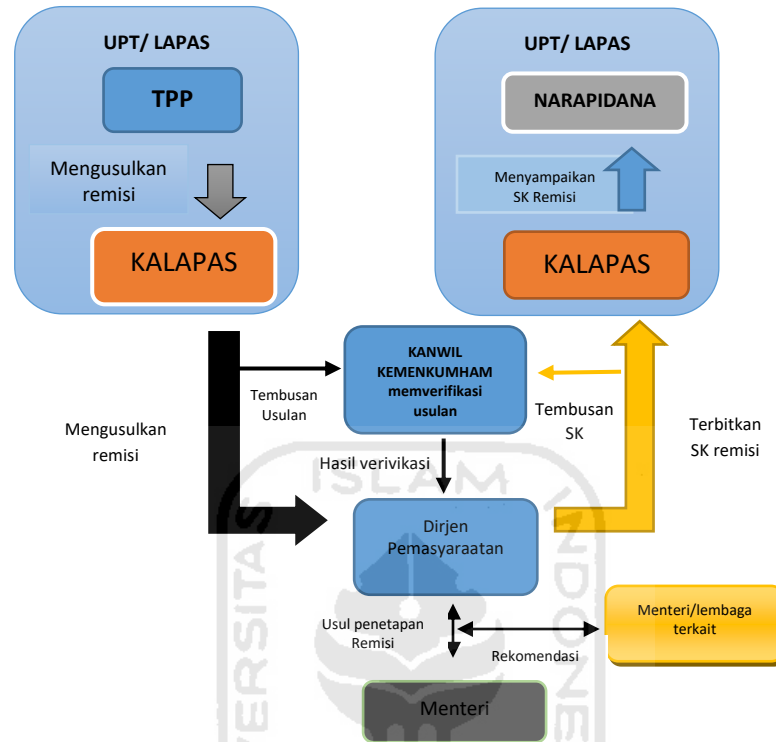 UPT/ LAPAS
TPP
Mengusulkan
remisi
KALAPAS
UPT/ LAPAS
NARAPIDANA
Menyampaikan
SK Remisi
KALAPAS
KANWIL
KEMENKUMHAM
memverifikasi
usulan
Tembusan
Usulan
Tembusan
SK
Mengusulkan
remisi
Terbitkan
SK remisi
Hasil verivikasi
Dirjen
Pemasyaraatan
Usul penetapan
Remisi
Rekomendasi
Menteri/lembaga
terkait
Menteri
ISLAM